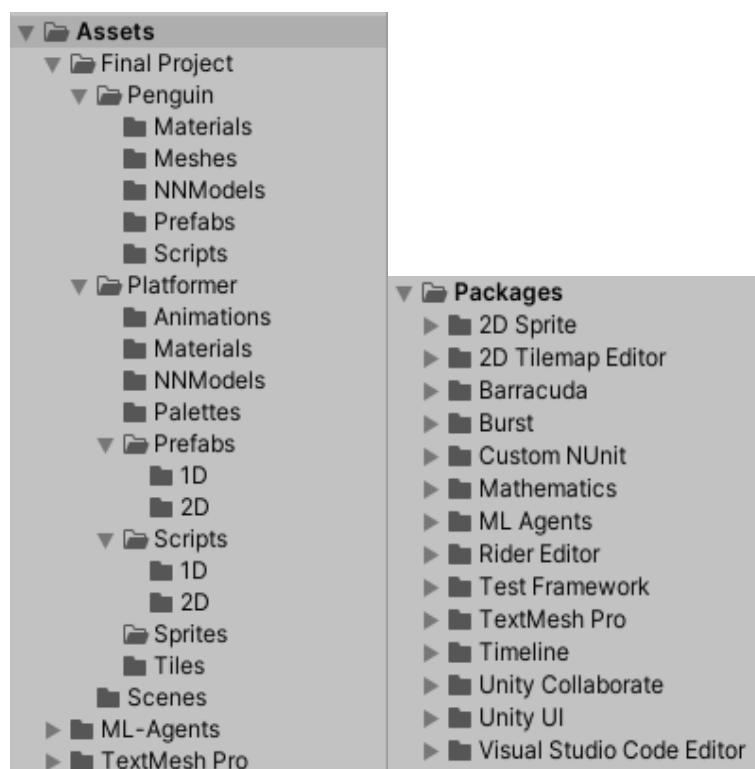 Assets
Final Project
Penguin
Materials
Meshes
NNModels
Prefabs
Scripts
Platformer
Animations
Materials
NNModels
Palettes
Prefabs
1D
2D
Scripts
1D
2D
Sprites
Tiles
Scenes
ML-Agents
TextMesh Pro
Packages
2D Sprite
2D Tilemap Editor
Barracuda
Burst
Custom NUnit
Mathematics
ML Agents
Rider Editor
Test Framework
TextMesh Pro
Timeline
Unity Collaborate
Unity UI
Visual Studio Code Editor